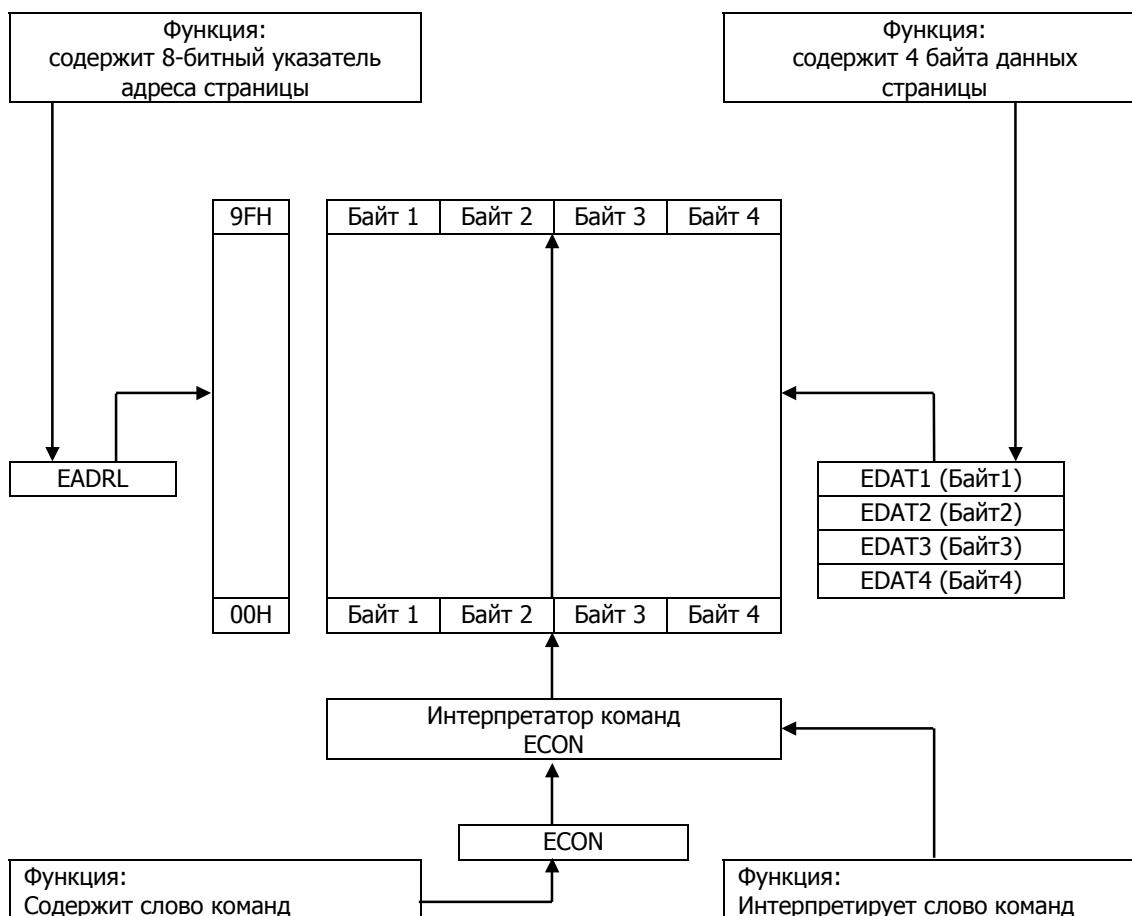 Функция:
содержит 8-битный указатель
адреса страницы
Функция:
содержит 4 байта данных
страницы
9FH
Байт 1 Байт 2 Байт 3 Байт 4
EADRL
EDAT1 (Байт1)
EDAT2 (Байт2)
EDAT3 (Байт3)
EDAT4 (Байт4)
00H
Байт 1 Байт 2 Байт 3 Байт 4
Интерпретатор команд
ECON
ECON
Функция:
Содержит слово команд
Функция:
Интерпретирует слово команд